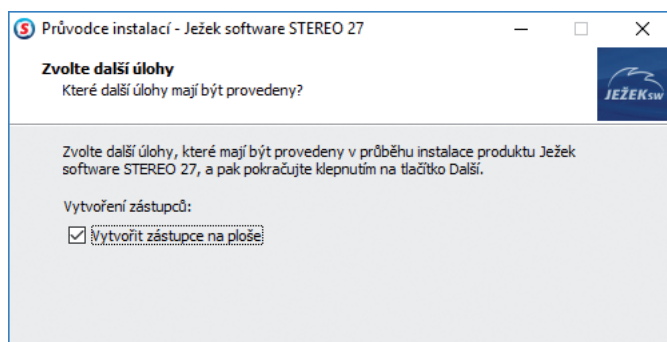 Průvodce instalací - Ježek software STEREO 27
Zvolte další úlohy
Které další úlohy mají být provedeny?
JEŽEKSW
Zvolte další úlohy, které mají být provedeny v průběhu instalace produktu Ježek
software STEREO 27, a pak pokračujte klepnutím na tlačítko Další.
Vytvoření zástupců:
Vytvořit zástupce na ploše